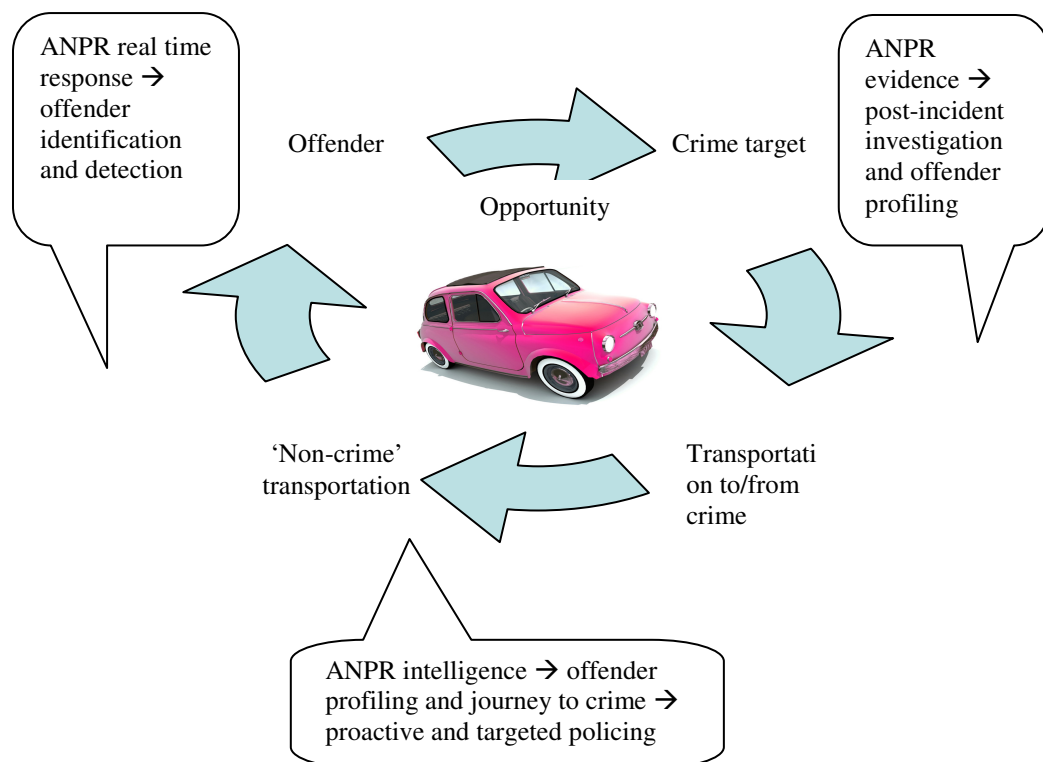 ANPR real time
response →
offender
identification
and detection
ANPR
evidence →
post-incident
investigation
and offender
profiling
Offender
Crime target
Opportunity
‘Non-crime’
transportation
Transportati
on to/from
crime
ANPR intelligence → offender
profiling and journey to crime →
proactive and targeted policing